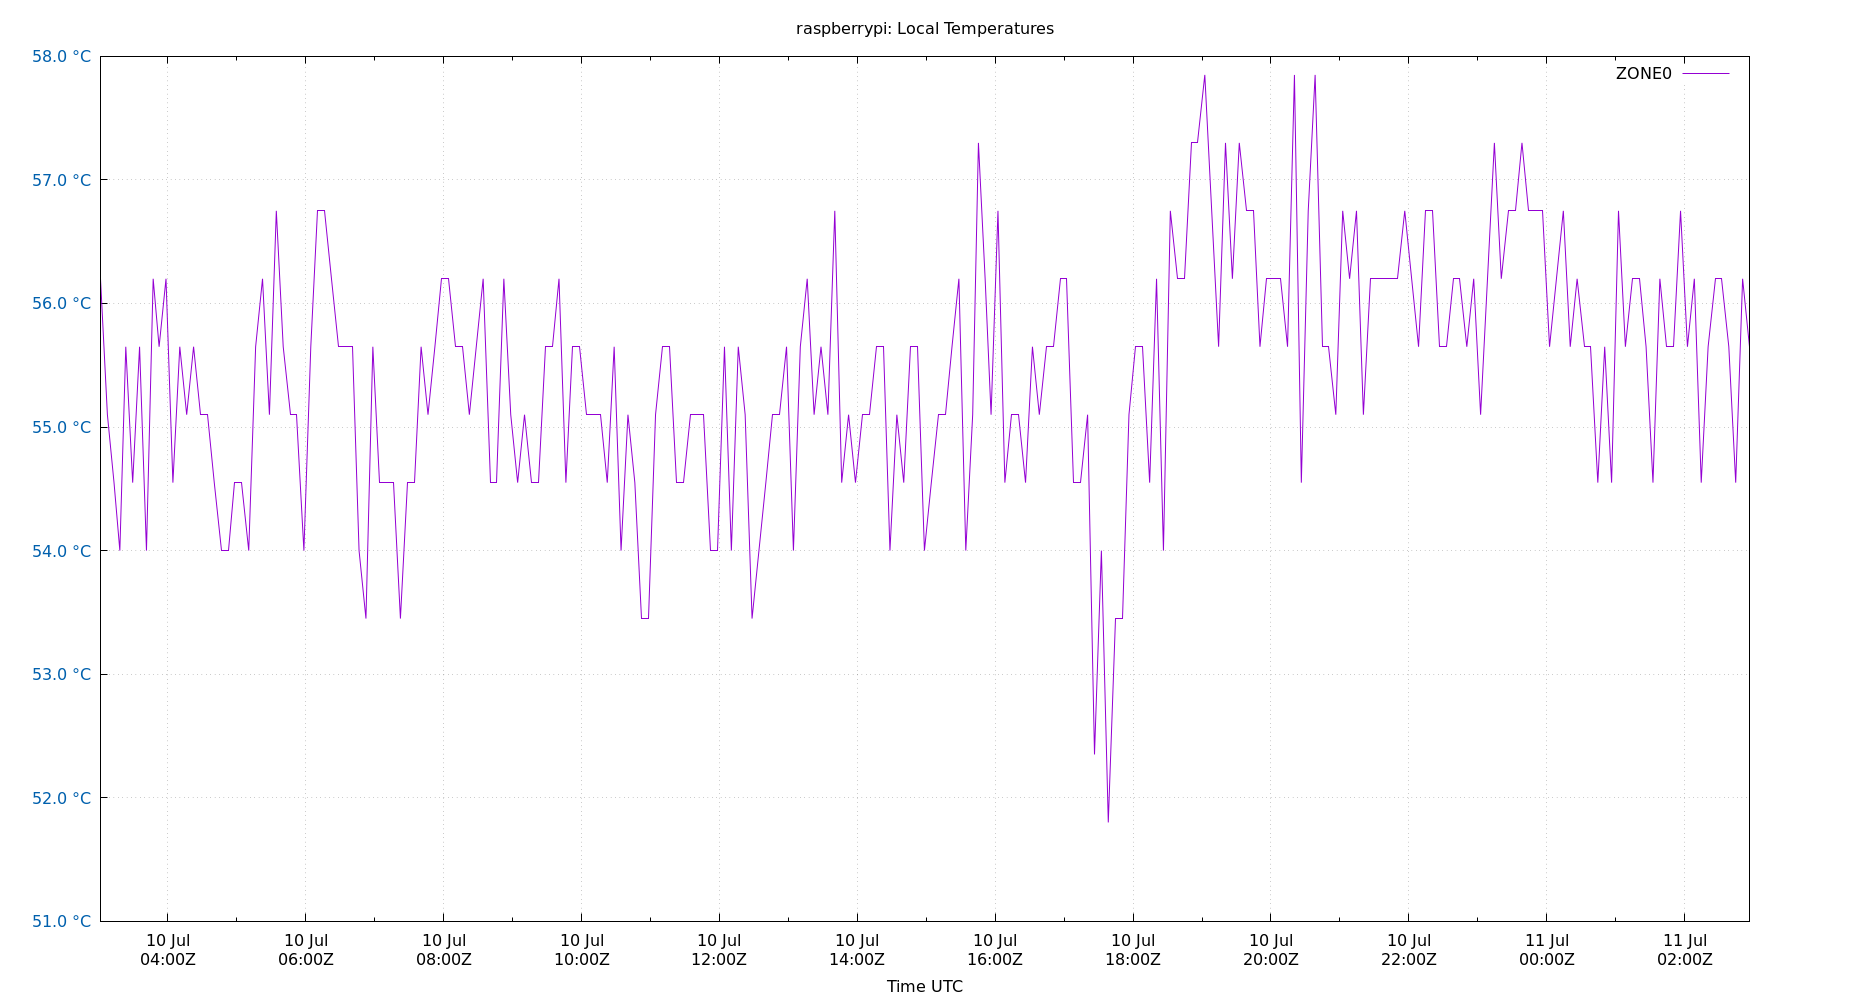 raspberrypi: Local Temperatures
58.0 °C
57.0 °C
56.0 °C
55.0 °C
54.0 °C
53.0 °C
52.0 °C
51.0 °C
ZONE0
10 Jul 10 Jul 10 Jul 10 Jul 10 Jul 10 Jul 10 Jul 10 Jul 10 Jul 10 Jul 11 Jul 11 Jul
04:00Z 06:00Z 08:00Z 10:00Z 12:00Z 14:00Z 16:00Z 18:00Z 20:00Z 22:00Z 00:00Z 02:00Z
Time UTC